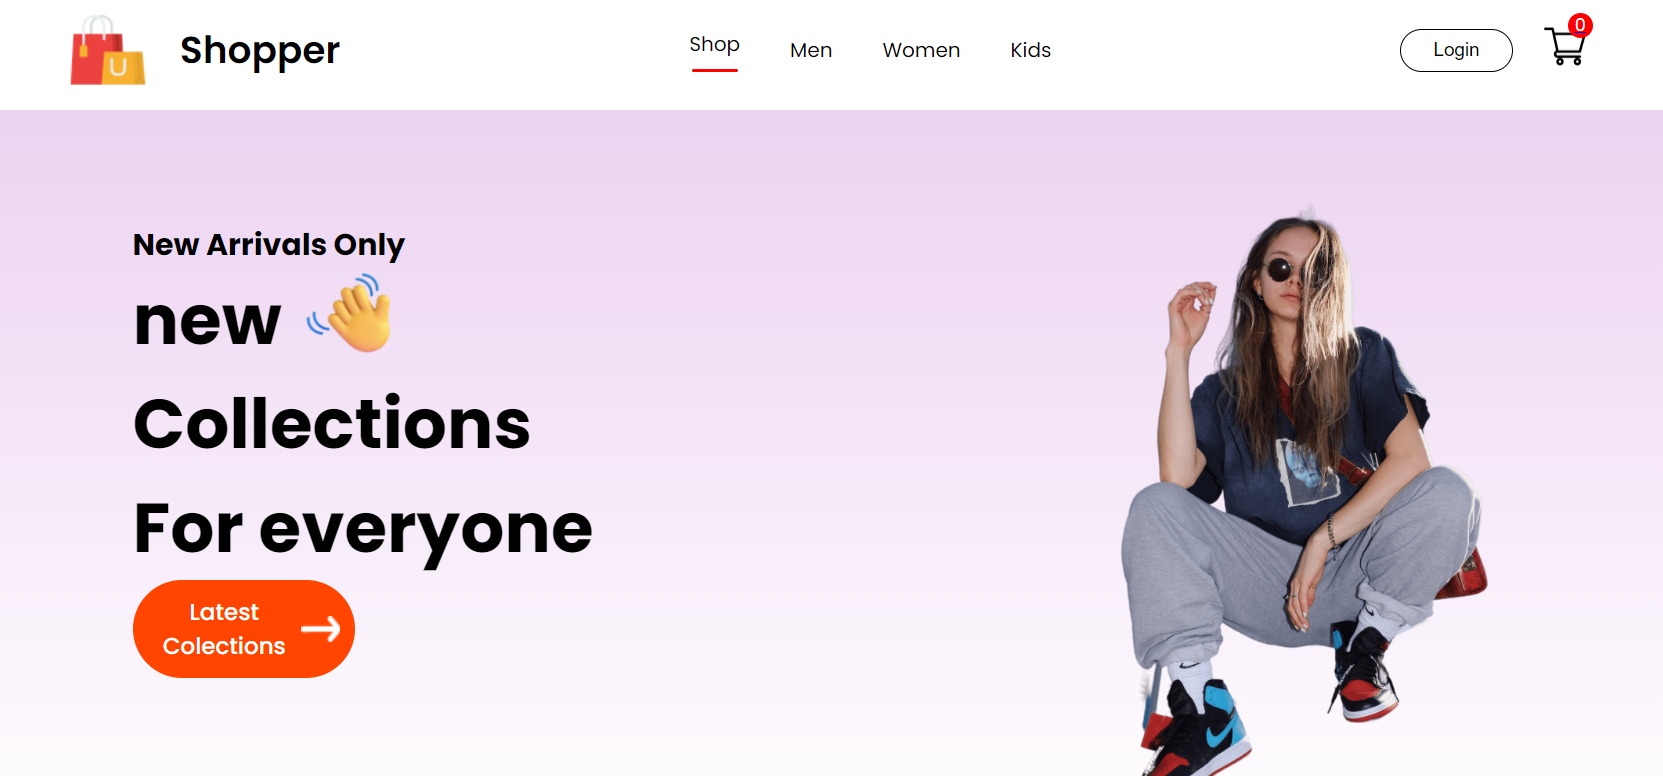 Shopper
Shop Men Women Kids
Login
0
New Arrivals Only
new
Collections
For everyone
Latest
Colections